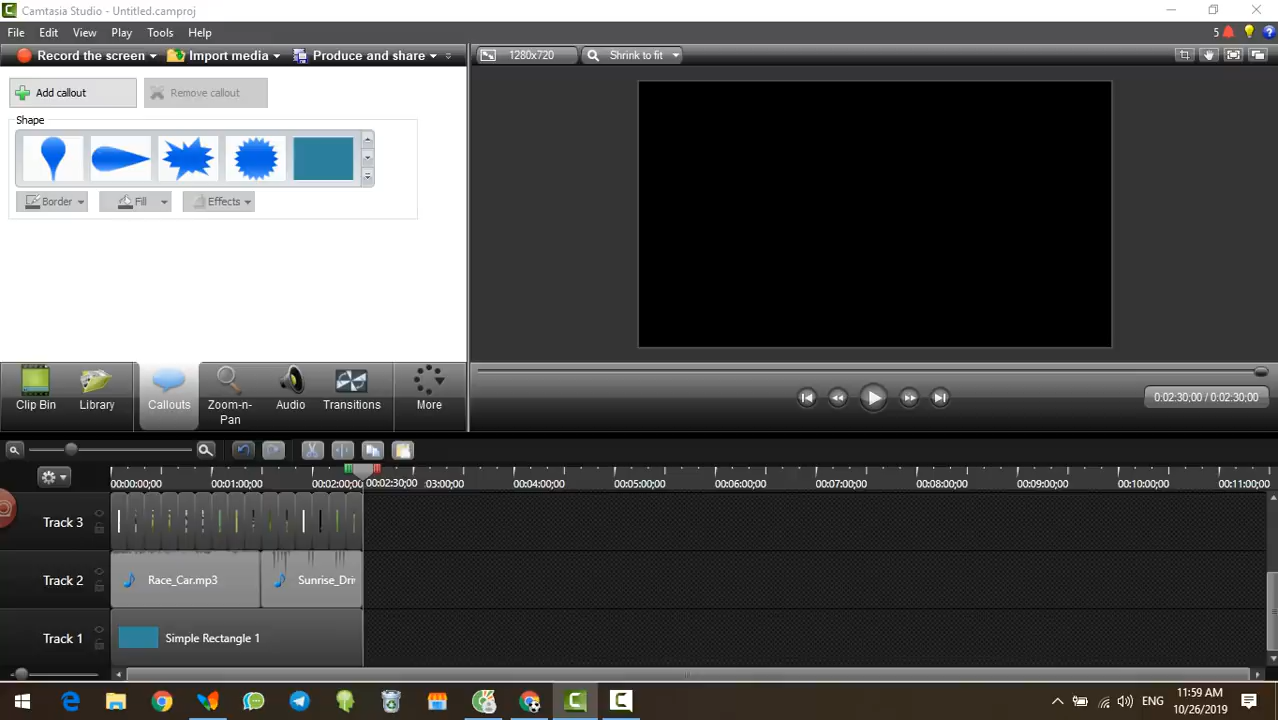 Camtasia Studio - Untitled.camproj
File Edit View Play Tools Help
5
Record the screen Import media Produce and share
1280x720 Shrink to fit
Add callout Remove callout
Shape
Border Fill Effects
Clip Bin Library Callouts Zoom-n-Pan Audio Transitions More
0:02:30;00 / 0:02:30:00
00:00:00;00 00:01:00;00 00:02:00;00 00:02:30;00 :03:00;00 00:04:00;00 00:05:00;00 00:06:00;00 00:07:00;00 00:08:00;00 00:09:00;00 00:10:00;00 00:11:00;00
Track 3
Track 2 Race_Car.mp3 Sunrise_Dri
Track 1 Simple Rectangle 1
ENG
11:59 AM
10/26/2019